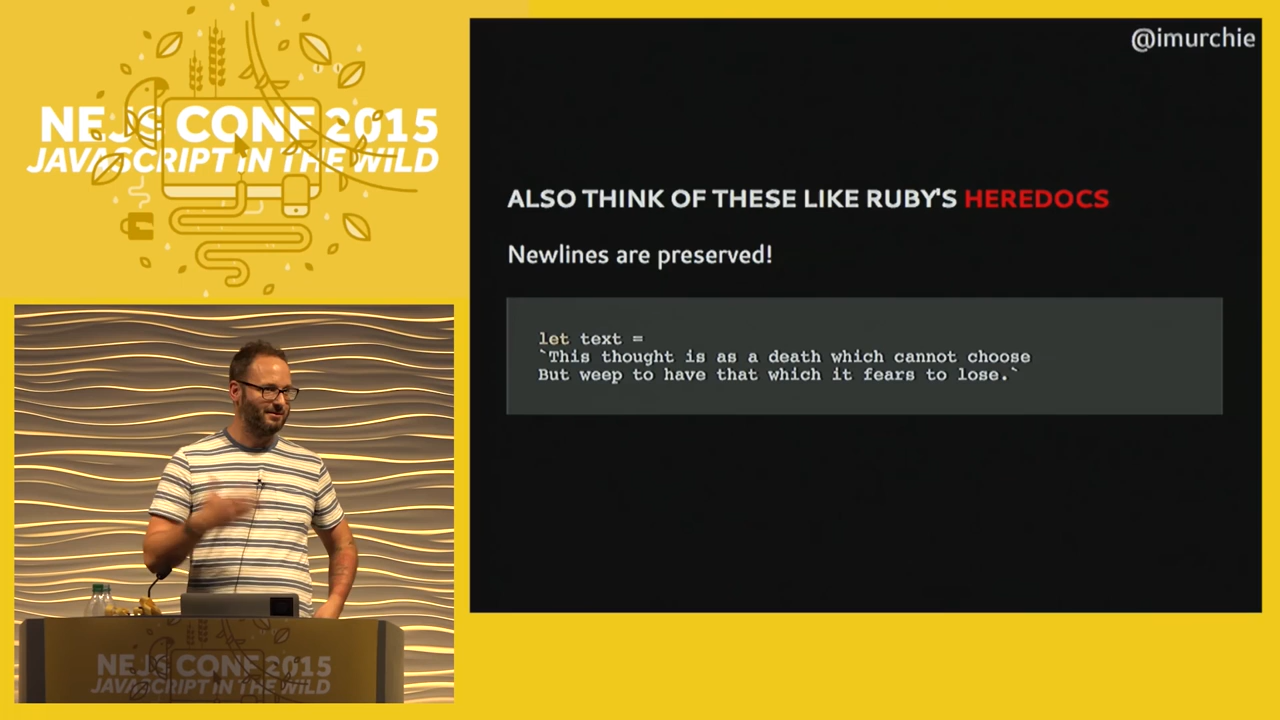 NEJS CONF 2015
JAVASCRIPT IN THE WILD
@imurchie
ALSO THINK OF THESE LIKE RUBY'S HEREDOCS
Newlines are preserved!
let text =
`This thought is as a death which cannot choose
But weep to have that which it fears to lose.`
NEJS CONF 2015
JAVASCRIPT IN THE WILD